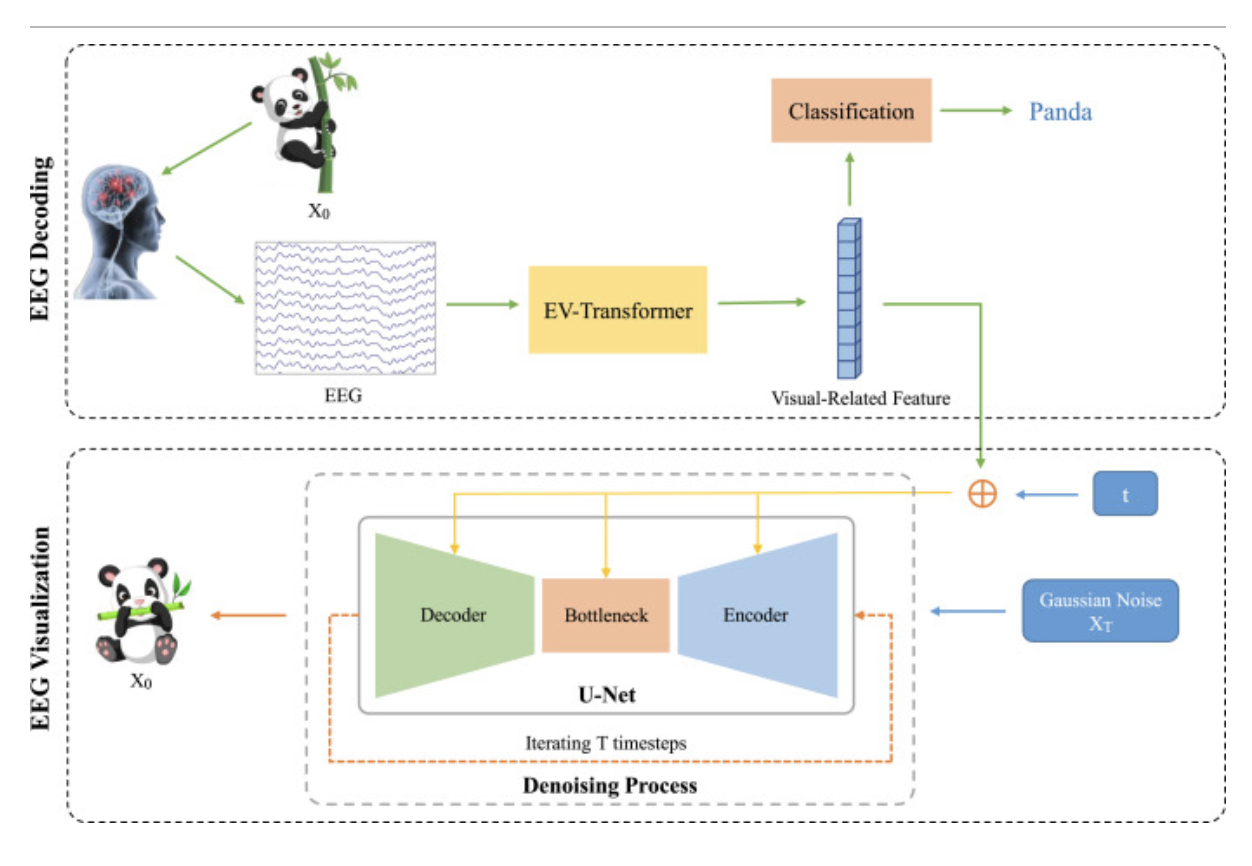 EEG Decoding
X₀
EEG
EV-Transformer
Classification
Panda
Visual-Related Feature
EEG Visualization
t
Gaussian Noise
X_T
Decoder
Bottleneck
Encoder
U-Net
Iterating T timesteps
Denoising Process
X₀